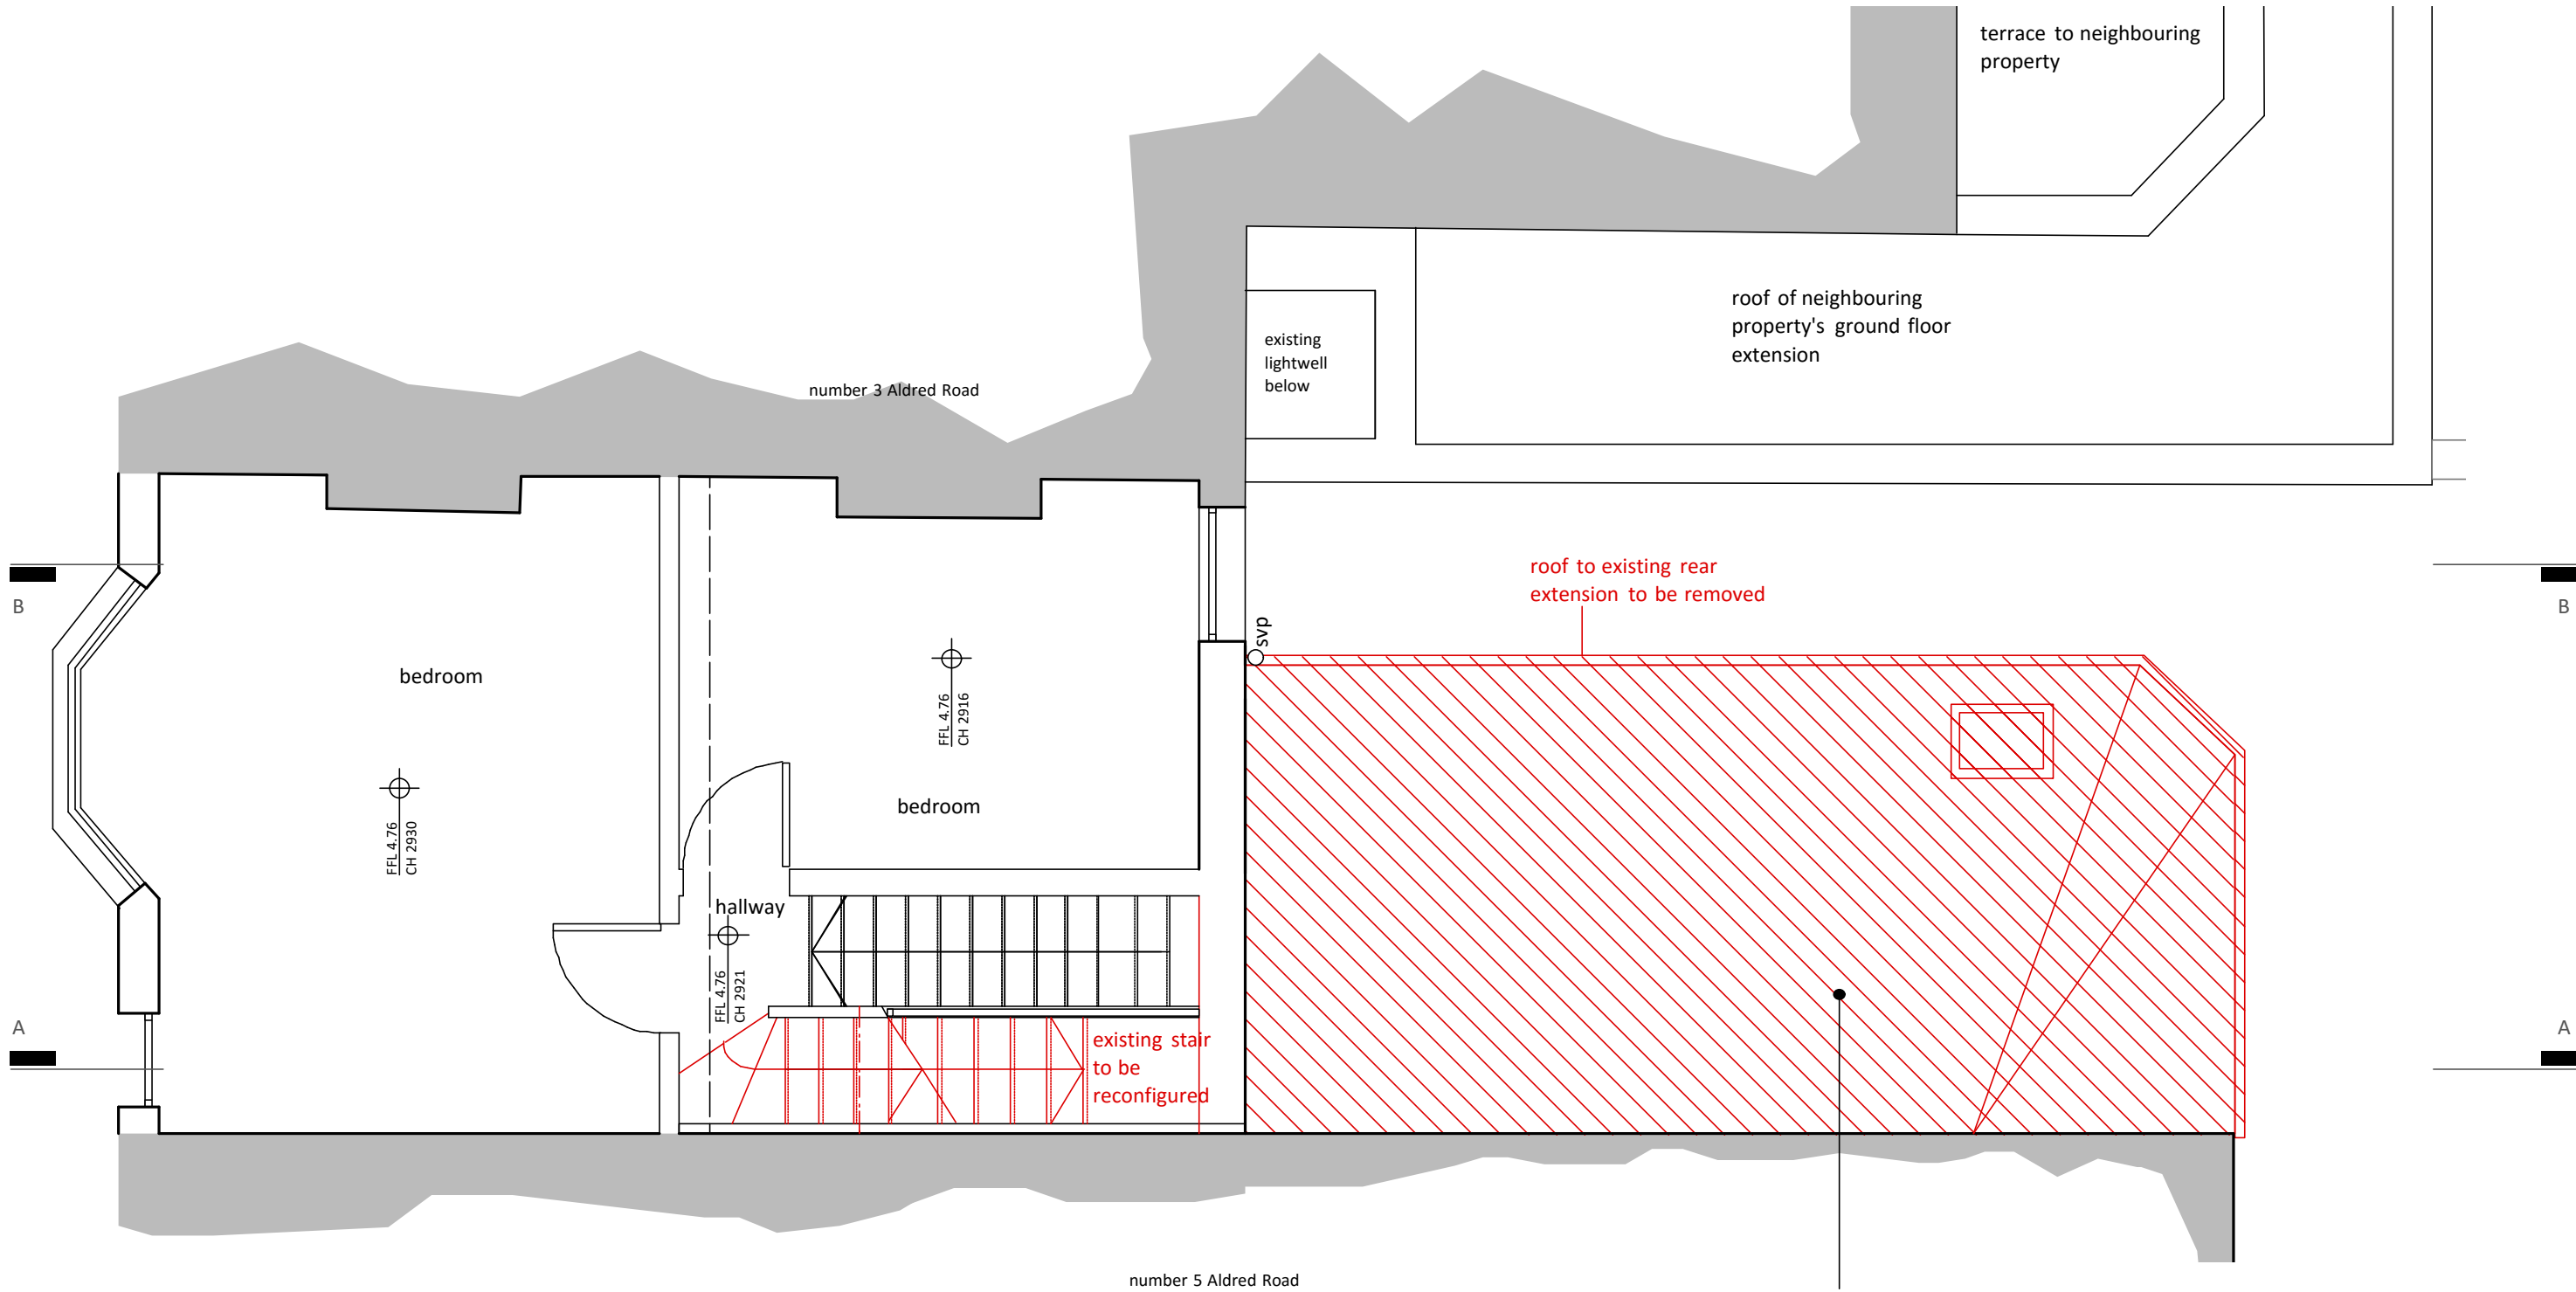 terrace to neighbouring
property
roof of neighbouring
property's ground floor
extension
existing
lightwell
below
number 3 Aldred Road
roof to existing rear
extension to be removed
B
B
svp
bedroom
FFL 4.76
CH 2916
bedroom
FFL 4.76
CH 2930
hallway
FFL 4.76
CH 2921
A
A
existing stair
to be
reconfigured
number 5 Aldred Road